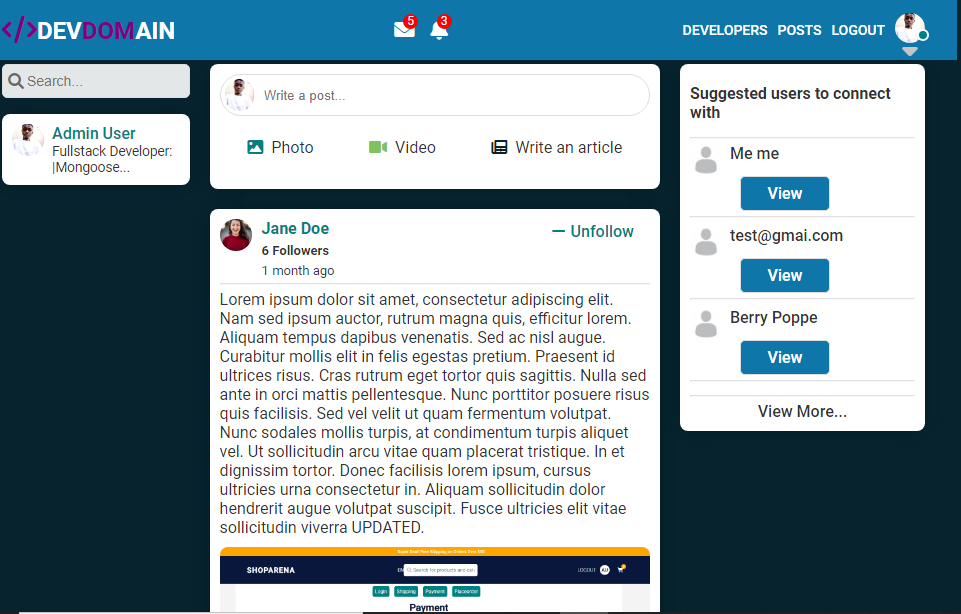 </>DEVDOMAIN
5
3
DEVELOPERS POSTS LOGOUT
Search...
Admin User
Fullstack Developer:
|Mongoose...
Write a post...
Photo
Video
Write an article
Jane Doe
6 Followers
1 month ago
Unfollow
Lorem ipsum dolor sit amet, consectetur adipiscing elit.
Nam sed ipsum auctor, rutrum magna quis, efficitur lorem.
Aliquam tempus dapibus venenatis. Sed ac nisl augue.
Curabitur mollis elit in felis egestas pretium. Praesent id
ultrices risus. Cras rutrum eget tortor quis sagittis. Nulla sed
ante in orci mattis pellentesque. Nunc porttitor posuere risus
quis facilisis. Sed vel velit ut quam fermentum volutpat.
Nunc sodales mollis turpis, at condimentum turpis aliquet
vel. Ut sollicitudin arcu vitae quam placerat tristique. In et
dignissim tortor. Donec facilisis lorem ipsum, cursus
ultricies urna consectetur in. Aliquam sollicitudin dolor
hendrerit augue volutpat suscipit. Fusce ultricies elit vitae
sollicitudin viverra UPDATED.
SHOPARENA
Search for products and
LOGOUT
AU
Login
Shipping
Payment
Placeorder
Payment
Suggested users to connect
with
Me me
View
test@gmai.com
View
Berry Poppe
View
View More...